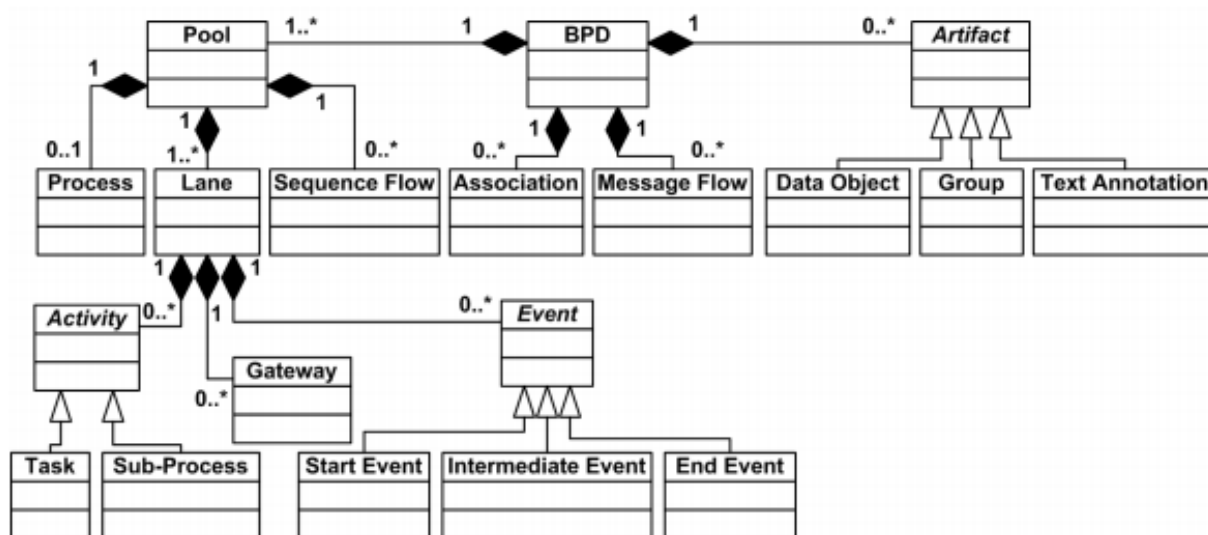 Pool
1..*
1
BPD
1
0..*
Artifact
1
1
1
1
1
0..1
1..*
0..*
0..*
0..*
Process
Lane
Sequence Flow
Association
Message Flow
Data Object
Group
Text Annotation
1
1
1
Activity
0..*
0..*
Event
Gateway
0..*
Task
Sub-Process
Start Event
Intermediate Event
End Event